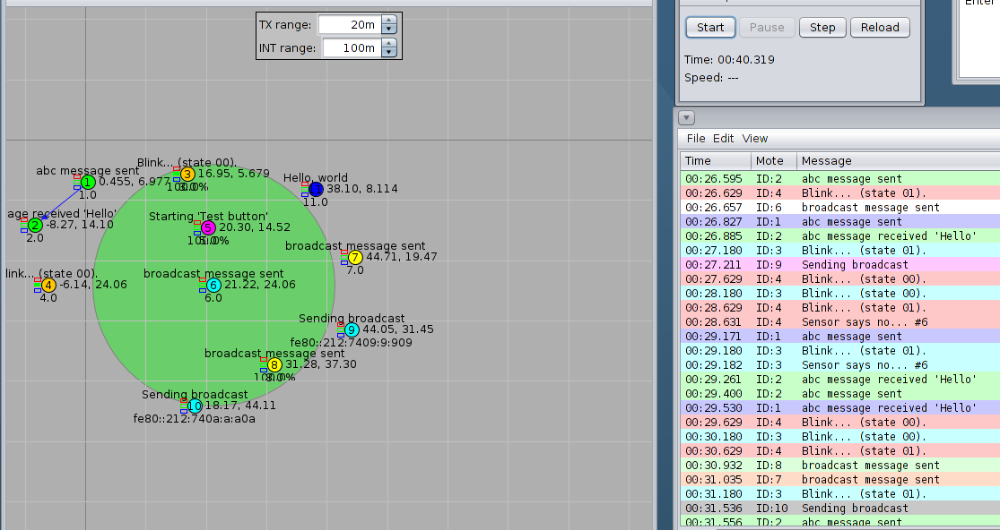 TX range: 20m
INT range: 100m
Blink... (state 00).
3 16.95, 5.679
abc message sent
1 0.455, 6.977
1.0
Hello, world
38.10, 8.114
11.0
age received 'Hello'
2 -8.27, 14.10
2.0
Starting 'Test button'
5 20.30, 14.52
broadcast message sent
7 44.71, 19.47
7.0
link... (state 00).
4 -6.14, 24.06
4.0
broadcast message sent
6 21.22, 24.06
6.0
Sending broadcast
9 44.05, 31.45
fe80::212:7409:9:909
broadcast message sent
8 31.28, 37.30
Sending broadcast
10 18.17, 44.11
fe80::212:740a:a:a0a
Start Pause Step Reload
Time: 00:40.319
Speed: ---
Enter
File Edit View
Time Mote Message
00:26.595 ID:2 abc message sent
00:26.629 ID:4 Blink... (state 01).
00:26.657 ID:6 broadcast message sent
00:26.827 ID:1 abc message sent
00:26.885 ID:2 abc message received 'Hello'
00:27.180 ID:3 Blink... (state 01).
00:27.211 ID:9 Sending broadcast
00:27.629 ID:4 Blink... (state 00).
00:28.180 ID:3 Blink... (state 00).
00:28.629 ID:4 Blink... (state 01).
00:28.631 ID:4 Sensor says no... #6
00:29.171 ID:1 abc message sent
00:29.180 ID:3 Blink... (state 01).
00:29.182 ID:3 Sensor says no... #6
00:29.261 ID:2 abc message received 'Hello'
00:29.400 ID:2 abc message sent
00:29.530 ID:1 abc message received 'Hello'
00:29.629 ID:4 Blink... (state 00).
00:30.180 ID:3 Blink... (state 00).
00:30.629 ID:4 Blink... (state 01).
00:30.932 ID:8 broadcast message sent
00:31.035 ID:7 broadcast message sent
00:31.180 ID:3 Blink... (state 01).
00:31.536 ID:10 Sending broadcast
00:31.556 ID:2 abc message sent